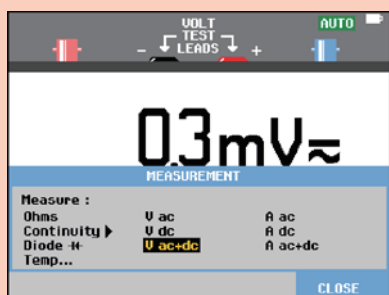 VOLT
TEST
LEADS
- +
AUTO
0.3mV
MEASUREMENT
Measure :
Ohms V ac A ac
Continuity V dc A dc
Diode V ac+dc A ac+dc
Temp...
CLOSE